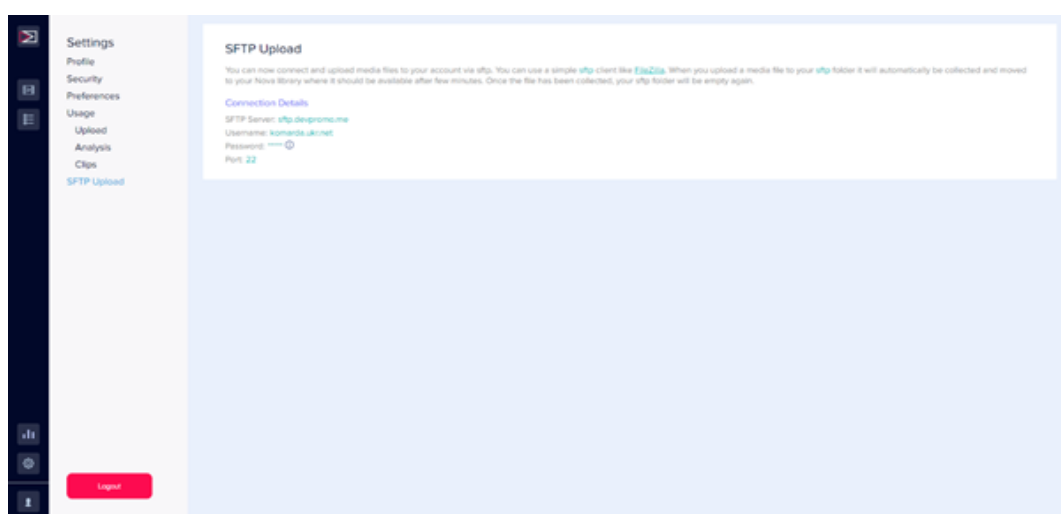 Settings
Profile
Security
Preferences
Usage
Upload
Analysis
Clips
SFTP Upload
Logout
SFTP Upload
You can now connect and upload media files to your account via sftp. You can use a simple sftp client like FileZilla. When you upload a media file to your sftp folder it will automatically be collected and moved
to your Nova library where it should be available after few minutes. Once the file has been collected, your sftp folder will be empty again.
Connection Details
SFTP Server: sftp.devpromo.me
Username: komarda.ukr.net
Password: *****
Port: 22